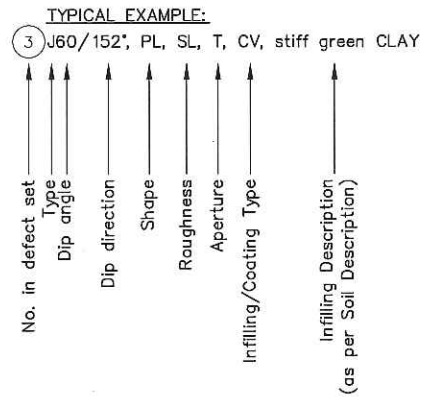 TYPICAL EXAMPLE:
3 J60/152°, PL, SL, T, CV, stiff green CLAY
No. in defect set
Type
Dip angle
Dip direction
Shape
Roughness
Aperture
Infilling/Coating Type
Infilling Description
(as per Soil Description)